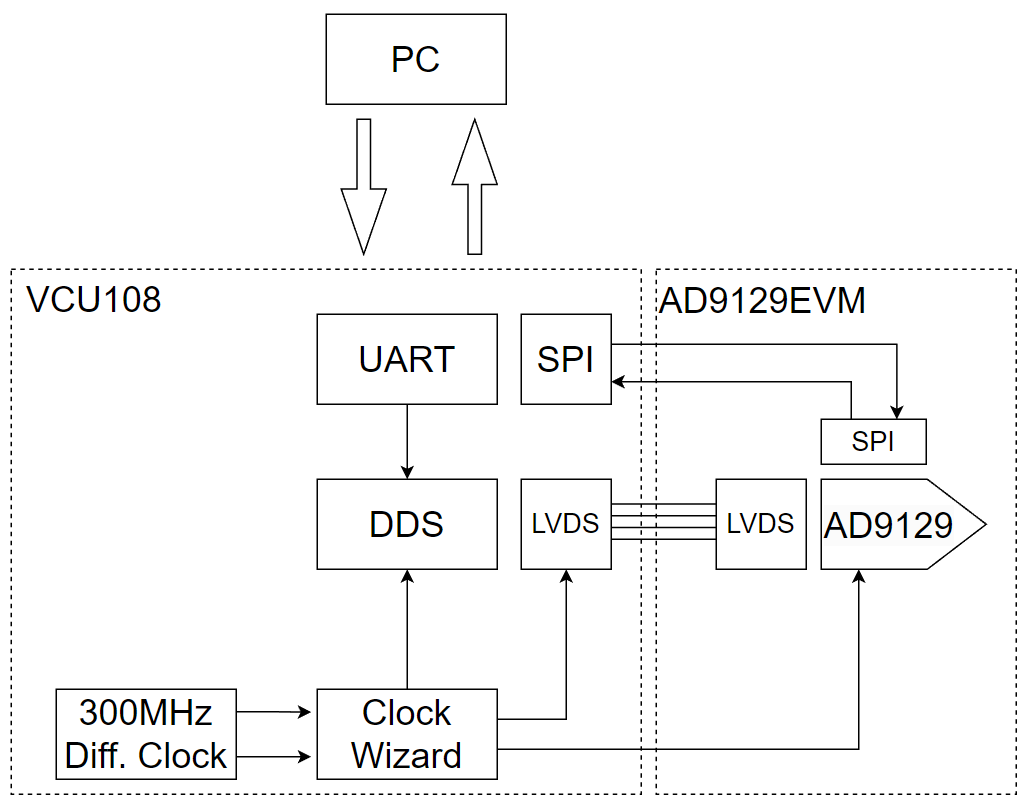 PC
VCU108
AD9129EVM
UART
SPI
SPI
DDS
LVDS
LVDS
AD9129
300MHz
Diff. Clock
Clock
Wizard